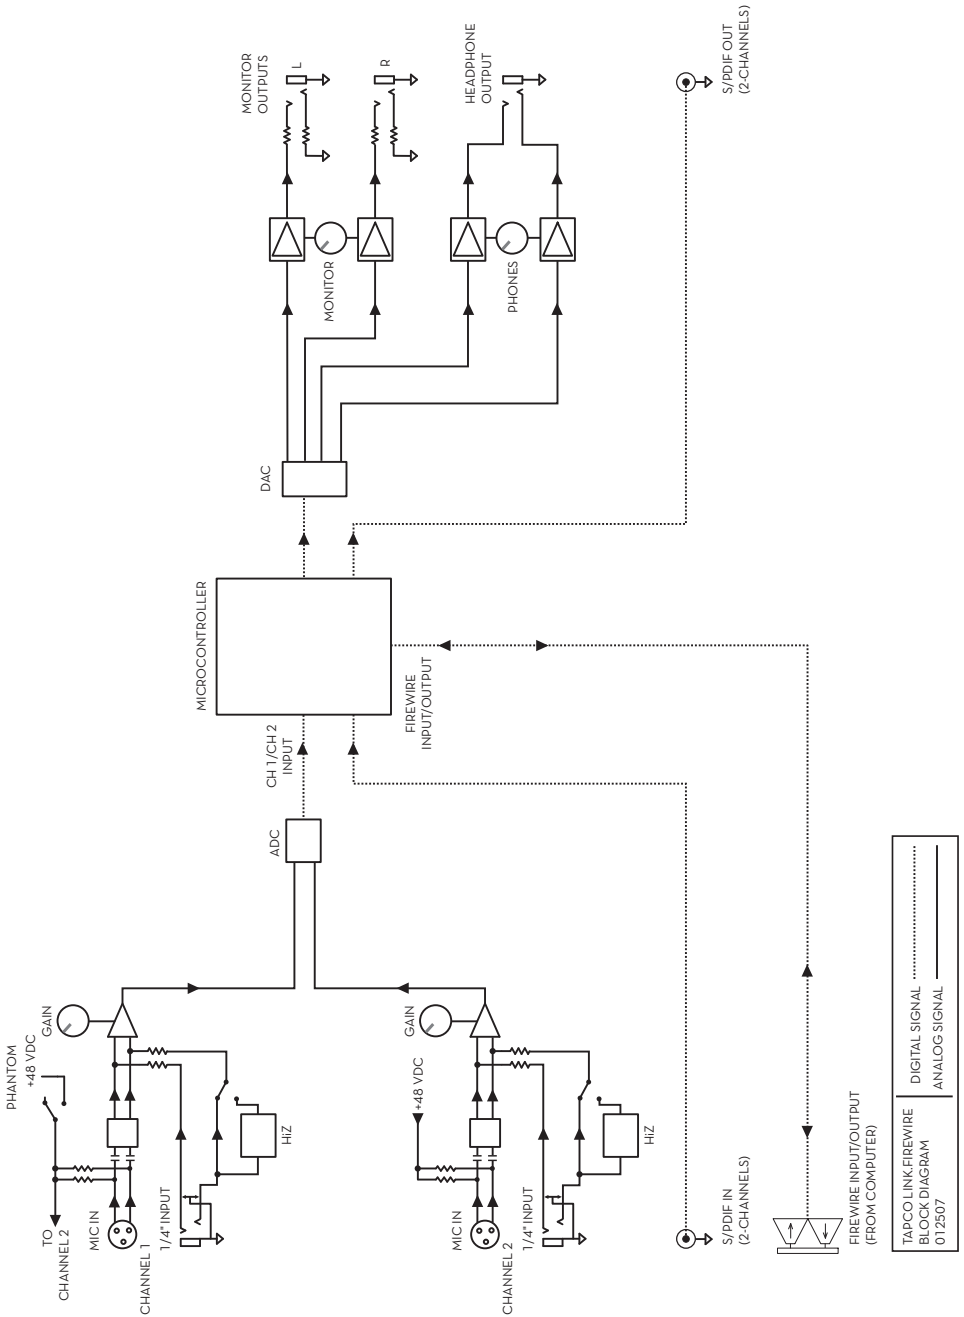 PHANTOM
+48 VDC
TO
CHANNEL 2
MIC IN
CHANNEL 1
1/4" INPUT
HiZ
GAIN
+48 VDC
MIC IN
CHANNEL 2
1/4" INPUT
HiZ
GAIN
S/PDIF IN
(2-CHANNELS)
FIREWIRE INPUT/OUTPUT
(FROM COMPUTER)
ADC
CH 1/CH 2
INPUT
MICROCONTROLLER
FIREWIRE
INPUT/OUTPUT
DAC
MONITOR
PHONES
MONITOR
OUTPUTS
L
R
HEADPHONE
OUTPUT
S/PDIF OUT
(2-CHANNELS)
TAPCO LINK.FIREWIRE
BLOCK DIAGRAM
012507
DIGITAL SIGNAL
ANALOG SIGNAL